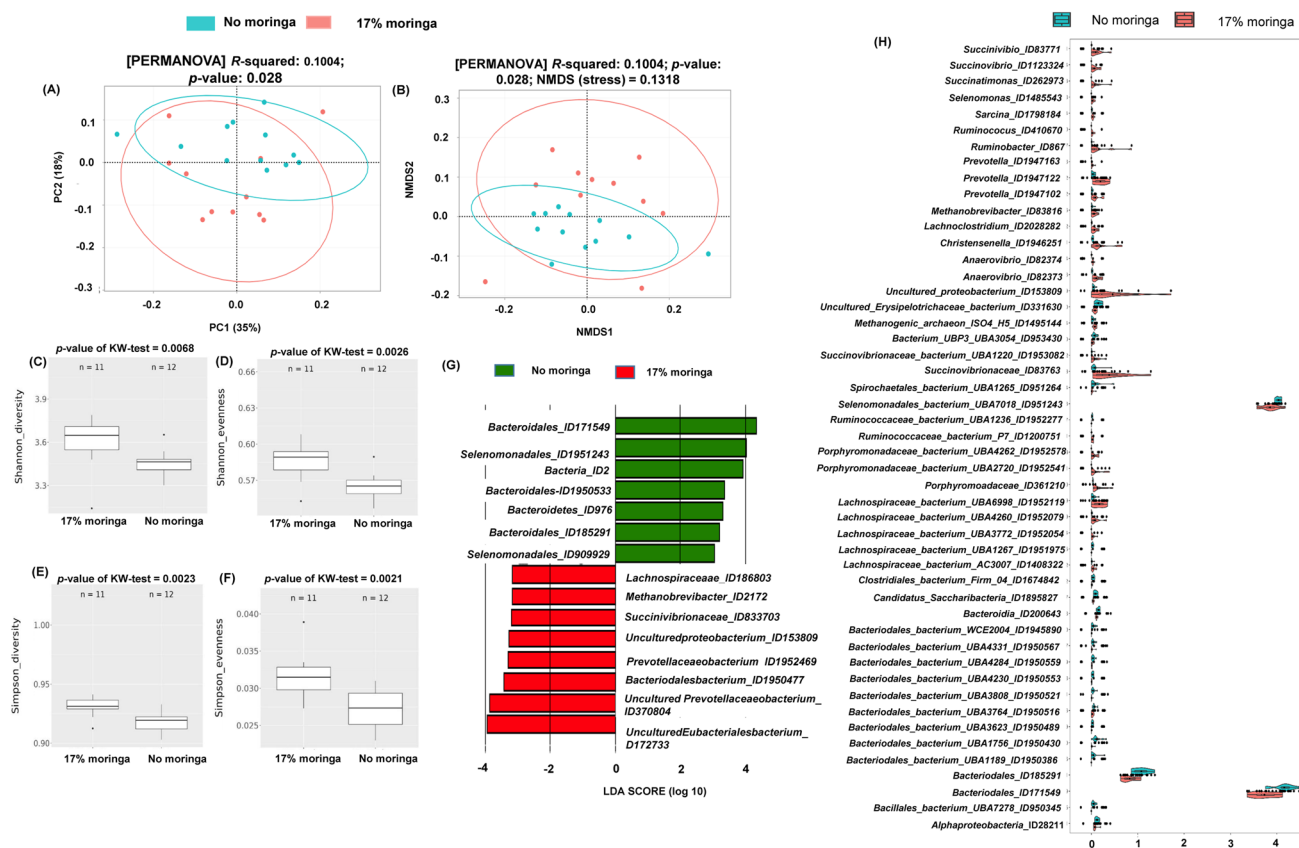 No moringa 17% moringa
[PERMANOVA] R-squared: 0.1004;
p-value: 0.028
(A)
0.1
0.0
-0.1
-0.2
-0.3
PC2 (18%)
-0.2 0.0 0.2
PC1 (35%)
[PERMANOVA] R-squared: 0.1004; p-value:
0.028; NMDS (stress) = 0.1318
(B)
0.3
0.2
0.1
0.0
-0.1
-0.2
NMDS2
-0.2 0.0 0.2
NMDS1
(C)
p-value of KW-test = 0.0068
n = 11 n = 12
3.9
3.6
3.3
Shannon_diversity
17% moringa No moringa
(D)
p-value of KW-test = 0.0026
n = 11 n = 12
0.66
0.63
0.60
0.57
Shannon_evenness
17% moringa No moringa
(E)
p-value of KW-test = 0.0023
n = 11 n = 12
1.00
0.95
0.90
Simpson_diversity
17% moringa No moringa
(F)
p-value of KW-test = 0.0021
n = 11 n = 12
0.040
0.035
0.030
0.025
Simpson_evenness
17% moringa No moringa
(G)
No moringa 17% moringa
Bacteroidales_ID171549
Selenomonadales_ID1951243
Bacteria_ID2
Bacteroidales-ID1950533
Bacteroidetes_ID976
Bacteroidales_ID185291
Selenomonadales_ID909929
Lachnospiraceaae_ID186803
Methanobrevibacter_ID2172
Succinivibrionaceae_ID833703
Unculturedproteobacterium_ID153809
Prevotellaceaeobacterium_ID1952469
Bacteriodalesbacterium_ID1950477
Uncultured Prevotellaceaeobacterium_
ID370804
UnculturedEubacterialesbacterium_
D172733
-4 -2 0 2 4
LDA SCORE (log 10)
No moringa 17% moringa
(H)
Succinivibio_ID83771
Succinovibrio_ID1123324
Succinatimonas_ID262973
Selenomonas_ID1485543
Sarcina_ID1798184
Ruminococus_ID410670
Ruminobacter_ID867
Prevotella_ID1947163
Prevotella_ID1947122
Prevotella_ID1947102
Methanobrevibacter_ID83816
Lachnoclostridium_ID2028282
Christensenella_ID1946251
Anaerovibrio_ID82374
Anaerovibrio_ID82373
Uncultured_proteobacterium_ID153809
Uncultured_Erysipelotrichaceae_bacterium_ID331630
Methanogenic_archaeon_ISO4_H5_ID1495144
Bacterium_UBP3_UBA3054_ID953430
Succinovibrionaceae_bacterium_UBA1220_ID1953082
Succinovibrionaceae_ID83763
Spirochaetales_bacterium_UBA1265_ID951264
Selenomonadales_bacterium_UBA7018_ID951243
Ruminococcaceae_bacterium_UBA1236_ID1952277
Ruminococcaceae_bacterium_P7_ID1200751
Porphyromonadaceae_bacterium_UBA4262_ID1952578
Porphyromonadaceae_bacterium_UBA2720_ID1952541
Porphyromoadaceae_ID361210
Lachnospiraceae_bacterium_UBA6998_ID1952119
Lachnospiraceae_bacterium_UBA4260_ID1952079
Lachnospiraceae_bacterium_UBA3772_ID1952054
Lachnospiraceae_bacterium_UBA1267_ID1951975
Lachnospiraceae_bacterium_AC3007_ID1408322
Clostridiales_bacterium_Firm_04_ID1674842
Candidatus_Saccharibacteria_ID1895827
Bacteroidia_ID200643
Bacteriodales_bacterium_WCE2004_ID1945890
Bacteriodales_bacterium_UBA4331_ID1950567
Bacteriodales_bacterium_UBA4284_ID1950559
Bacteriodales_bacterium_UBA4230_ID1950553
Bacteriodales_bacterium_UBA3808_ID1950521
Bacteriodales_bacterium_UBA3764_ID1950516
Bacteriodales_bacterium_UBA3623_ID1950489
Bacteriodales_bacterium_UBA1756_ID1950430
Bacteriodales_bacterium_UBA1189_ID1950386
Bacteriodales_ID185291
Bacteriodales_ID171549
Bacillales_bacterium_UBA7278_ID950345
Alphaproteobacteria_ID28211
0 1 2 3 4